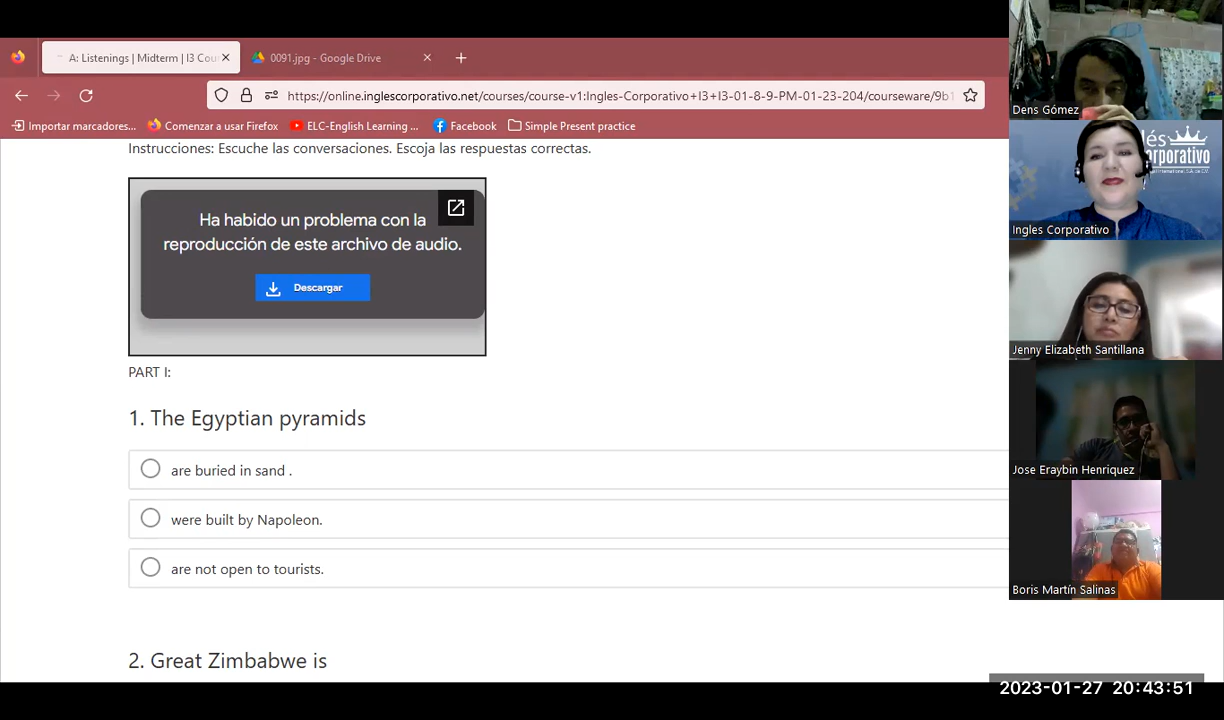 A: Listenings | Midterm | I3 Cou
0091.jpg - Google Drive
https://online.inglescorporativo.net/courses/course-v1:Ingles-Corporativo+I3+I3-01-8-9-PM-01-23-204/courseware/9b1
Importar marcadores... Comenzar a usar Firefox ELC-English Learning ... Facebook Simple Present practice
Instrucciones: Escuche las conversaciones. Escoja las respuestas correctas.
Ha habido un problema con la
reproducción de este archivo de audio.
Descargar
PART I:
1. The Egyptian pyramids
are buried in sand .
were built by Napoleon.
are not open to tourists.
2. Great Zimbabwe is
Dens Gómez
lés
orporativo
Ingles Corporativo
Jenny Elizabeth Santillana
Jose Eraybin Henriquez
Boris Martín Salinas
2023-01-27 20:43:51